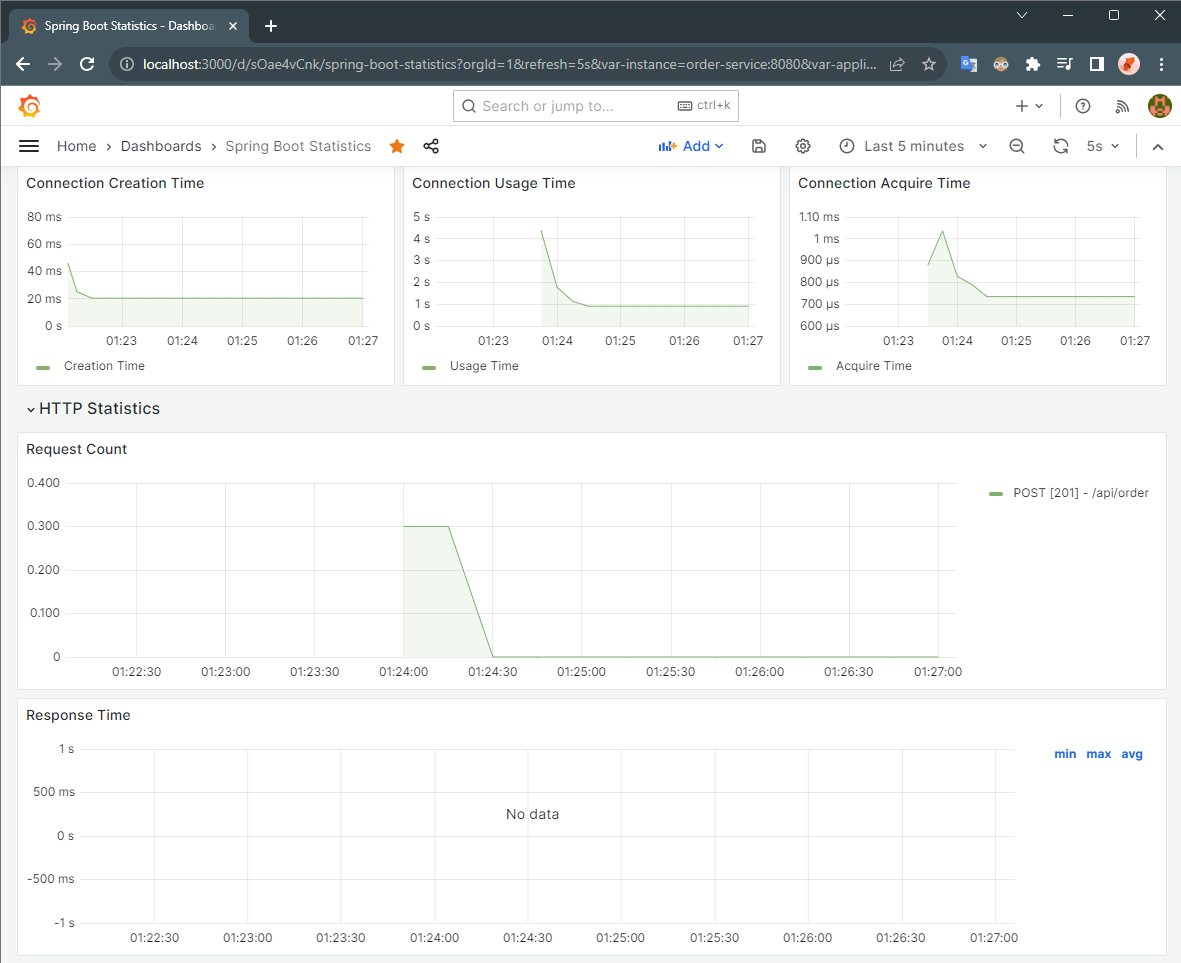 Spring Boot Statistics - Dashboa
localhost:3000/d/sOae4vCnk/spring-boot-statistics?orgId=1&refresh=5s&var-instance=order-service:8080&var-appli...
Search or jump to... ctrl+k
Home › Dashboards › Spring Boot Statistics Add Last 5 minutes 5s
Connection Creation Time
80 ms
60 ms
40 ms
20 ms
0 s
01:23 01:24 01:25 01:26 01:27
Creation Time
Connection Usage Time
5 s
4 s
3 s
2 s
1 s
0 s
01:23 01:24 01:25 01:26 01:27
Usage Time
Connection Acquire Time
1.10 ms
1 ms
900 µs
800 µs
700 µs
600 µs
01:23 01:24 01:25 01:26 01:27
Acquire Time
HTTP Statistics
Request Count
0.400
0.300
0.200
0.100
0
01:22:30 01:23:00 01:23:30 01:24:00 01:24:30 01:25:00 01:25:30 01:26:00 01:26:30 01:27:00
POST [201] - /api/order
Response Time
1 s
500 ms
0 s
-500 ms
-1 s
No data
01:22:30 01:23:00 01:23:30 01:24:00 01:24:30 01:25:00 01:25:30 01:26:00 01:26:30 01:27:00
min max avg